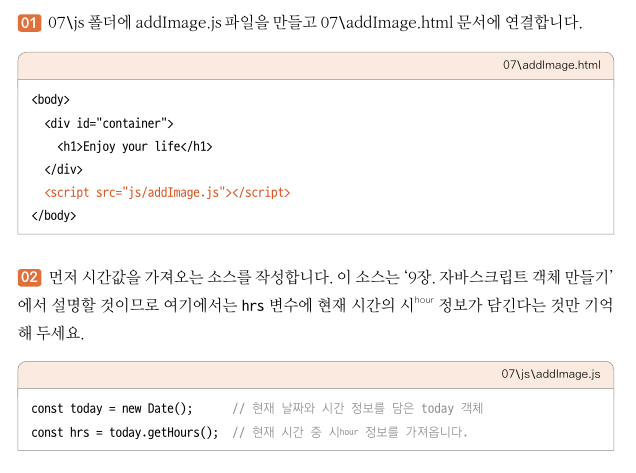 01 07\js 폴더에 addImage.js 파일을 만들고 07\addImage.html 문서에 연결합니다.
07\addImage.html
<body>
<div id="container">
<h1>Enjoy your life</h1>
</div>
<script src="js/addImage.js"></script>
</body>
02 먼저 시간값을 가져오는 소스를 작성합니다. 이 소스는 ‘9장. 자바스크립트 객체 만들기’
에서 설명할 것이므로 여기에서는 hrs 변수에 현재 시간의 시hour 정보가 담긴다는 것만 기억
해 두세요.
07\js\addImage.js
const today = new Date(); // 현재 날짜와 시간 정보를 담은 today 객체
const hrs = today.getHours(); // 현재 시간 중 시hour 정보를 가져옵니다.